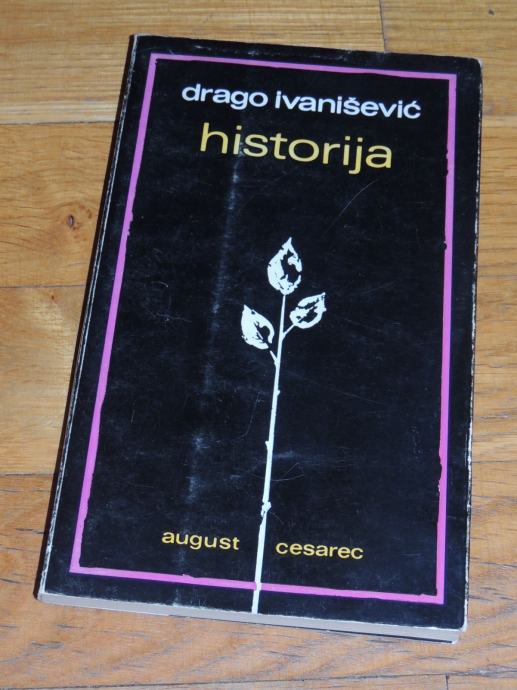 drago ivanišević
historija
august cesarec